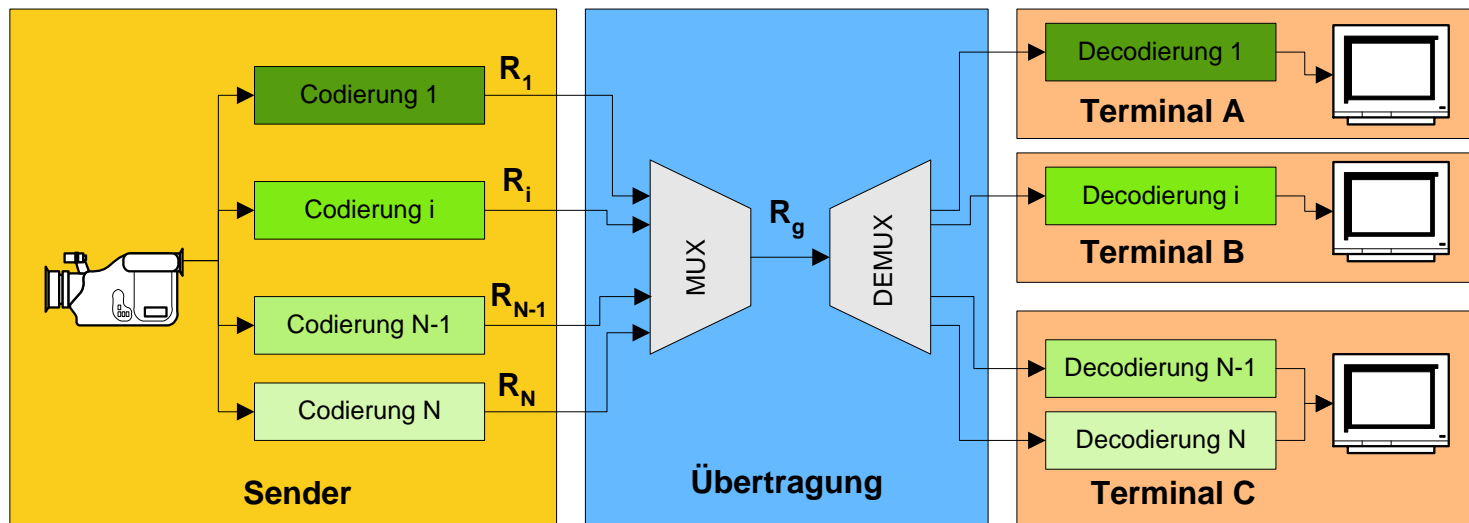 Codierung 1
Codierung i
Codierung N-1
Codierung N
R1
Ri
RN-1
RN
Sender
MUX
Rg
DEMUX
Übertragung
Decodierung 1
Terminal A
Decodierung i
Terminal B
Decodierung N-1
Decodierung N
Terminal C